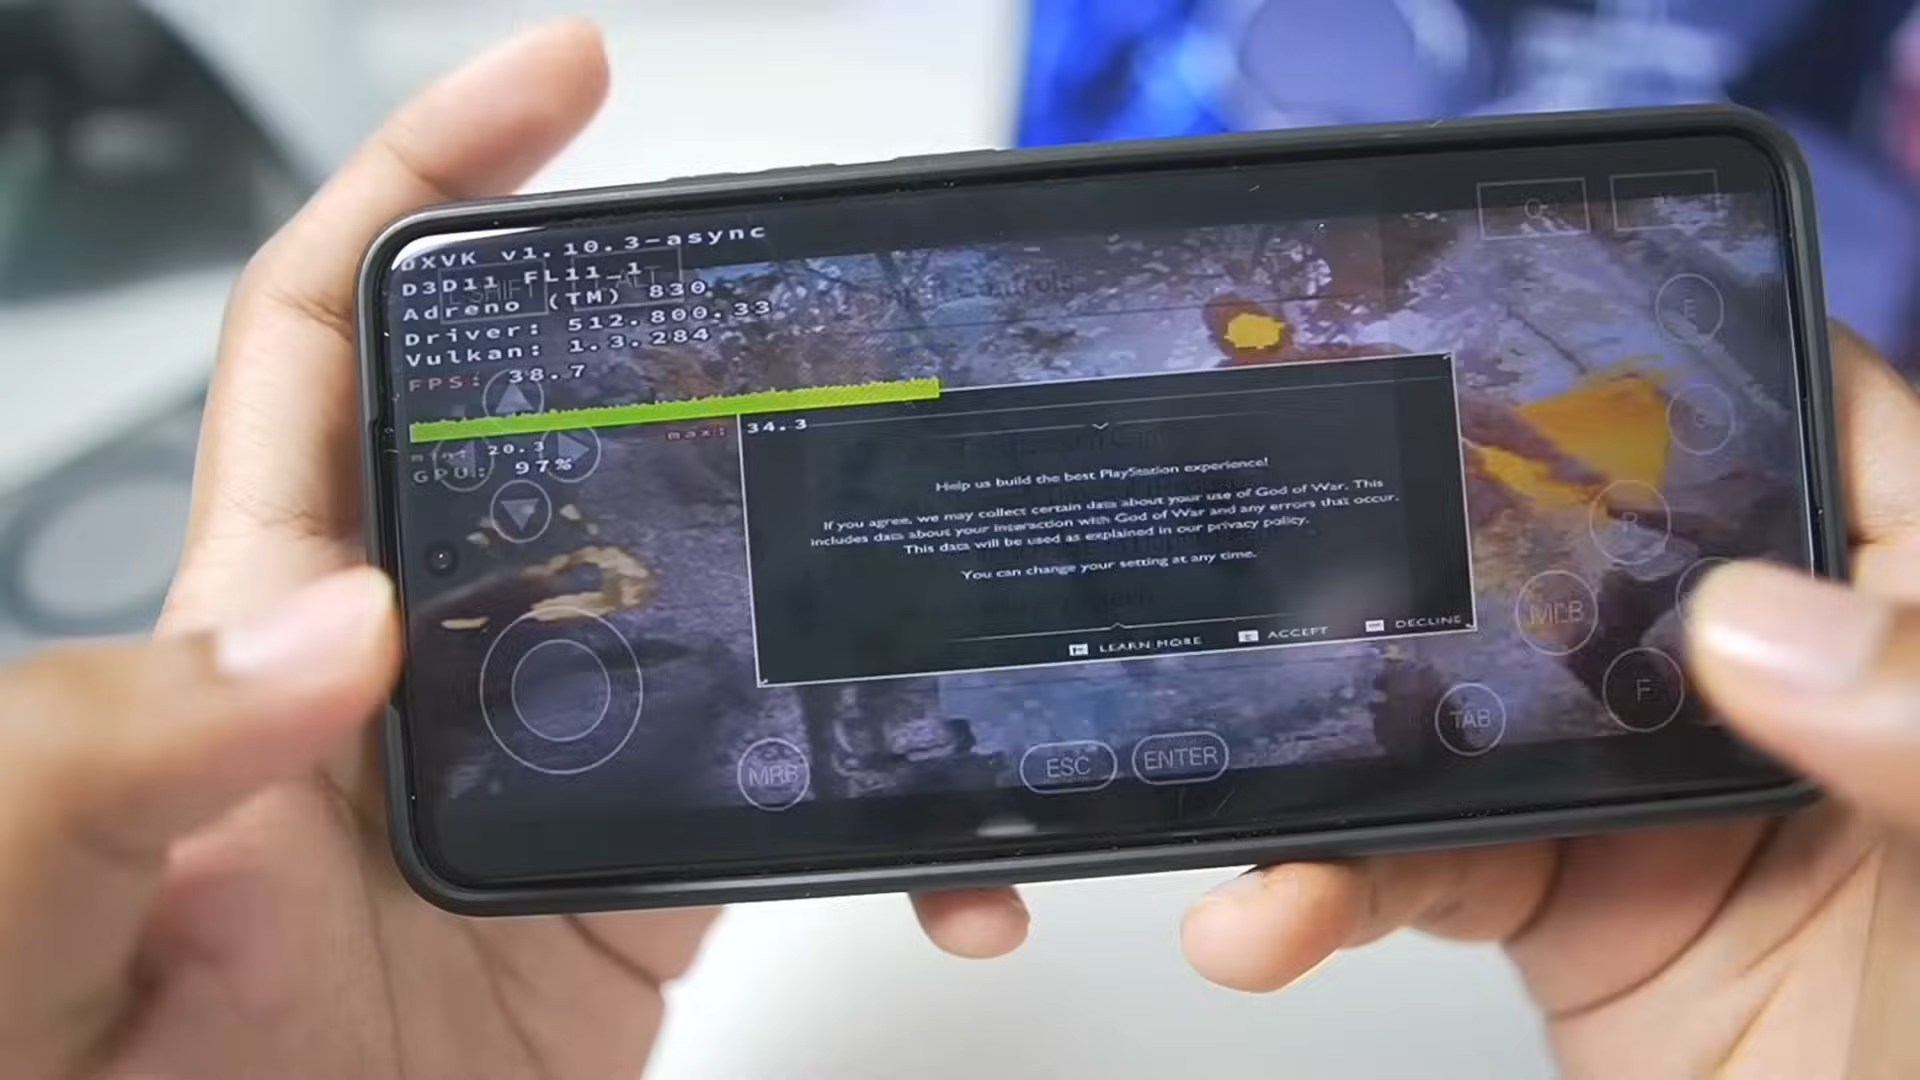 DXVK v1.10.3-async
D3D11 FL11_1
SHIFT
Adreno (TM) 830
Driver: 512.800.33
Vulkan: 1.3.284
FPS: 38.7
max: 34.3
min: 20.3
GPU: 97%
Help us build the best PlayStation experience!
If you agree, we may collect certain data about your use of God of War. This
includes data about your interaction with God of War and any errors that occur.
This data will be used as explained in our privacy policy.
You can change your setting at any time.
LEARN MORE
ACCEPT
DECLINE
E
R
MLB
F
TAB
MRB
ESC
ENTER